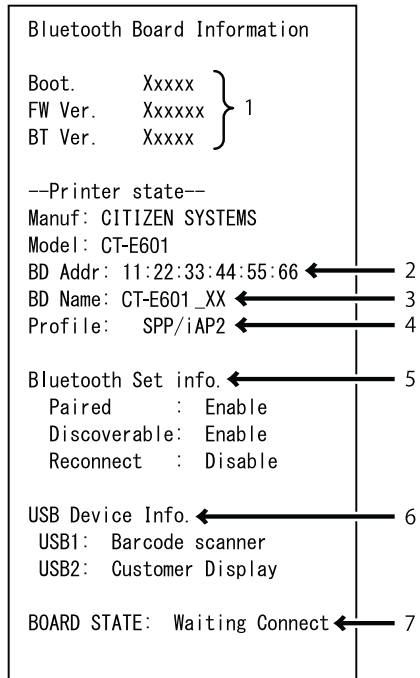 Bluetooth Board Information
Boot. Xxxxx
FW Ver. Xxxxxx
BT Ver. Xxxxx
1
--Printer state--
Manuf: CITIZEN SYSTEMS
Model: CT-E601
BD Addr: 11:22:33:44:55:66 2
BD Name: CT-E601_XX 3
Profile: SPP/iAP2 4
Bluetooth Set info. 5
Paired : Enable
Discoverable: Enable
Reconnect : Disable
USB Device Info. 6
USB1: Barcode scanner
USB2: Customer Display
BOARD STATE: Waiting Connect 7